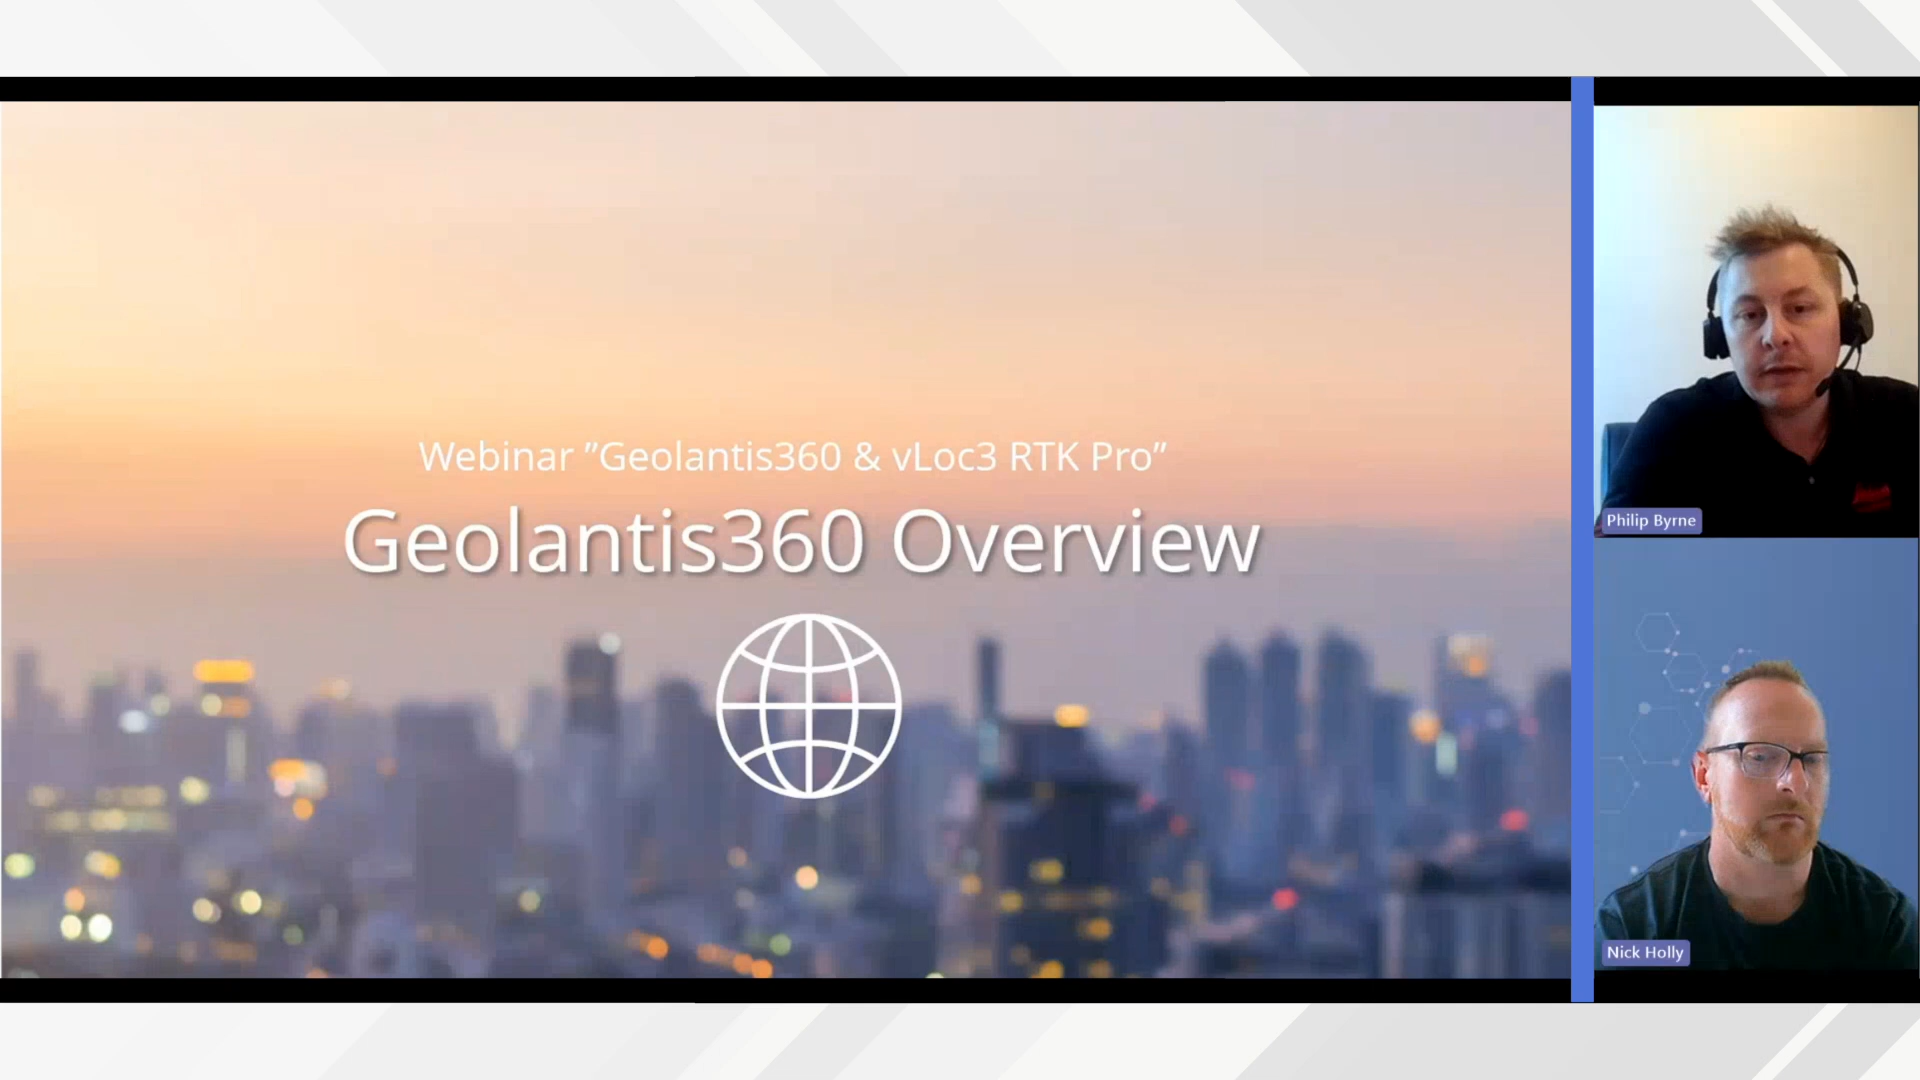 Webinar ”Geolantis360 & vLoc3 RTK Pro”
Geolantis360 Overview
Philip Byrne
Nick Holly